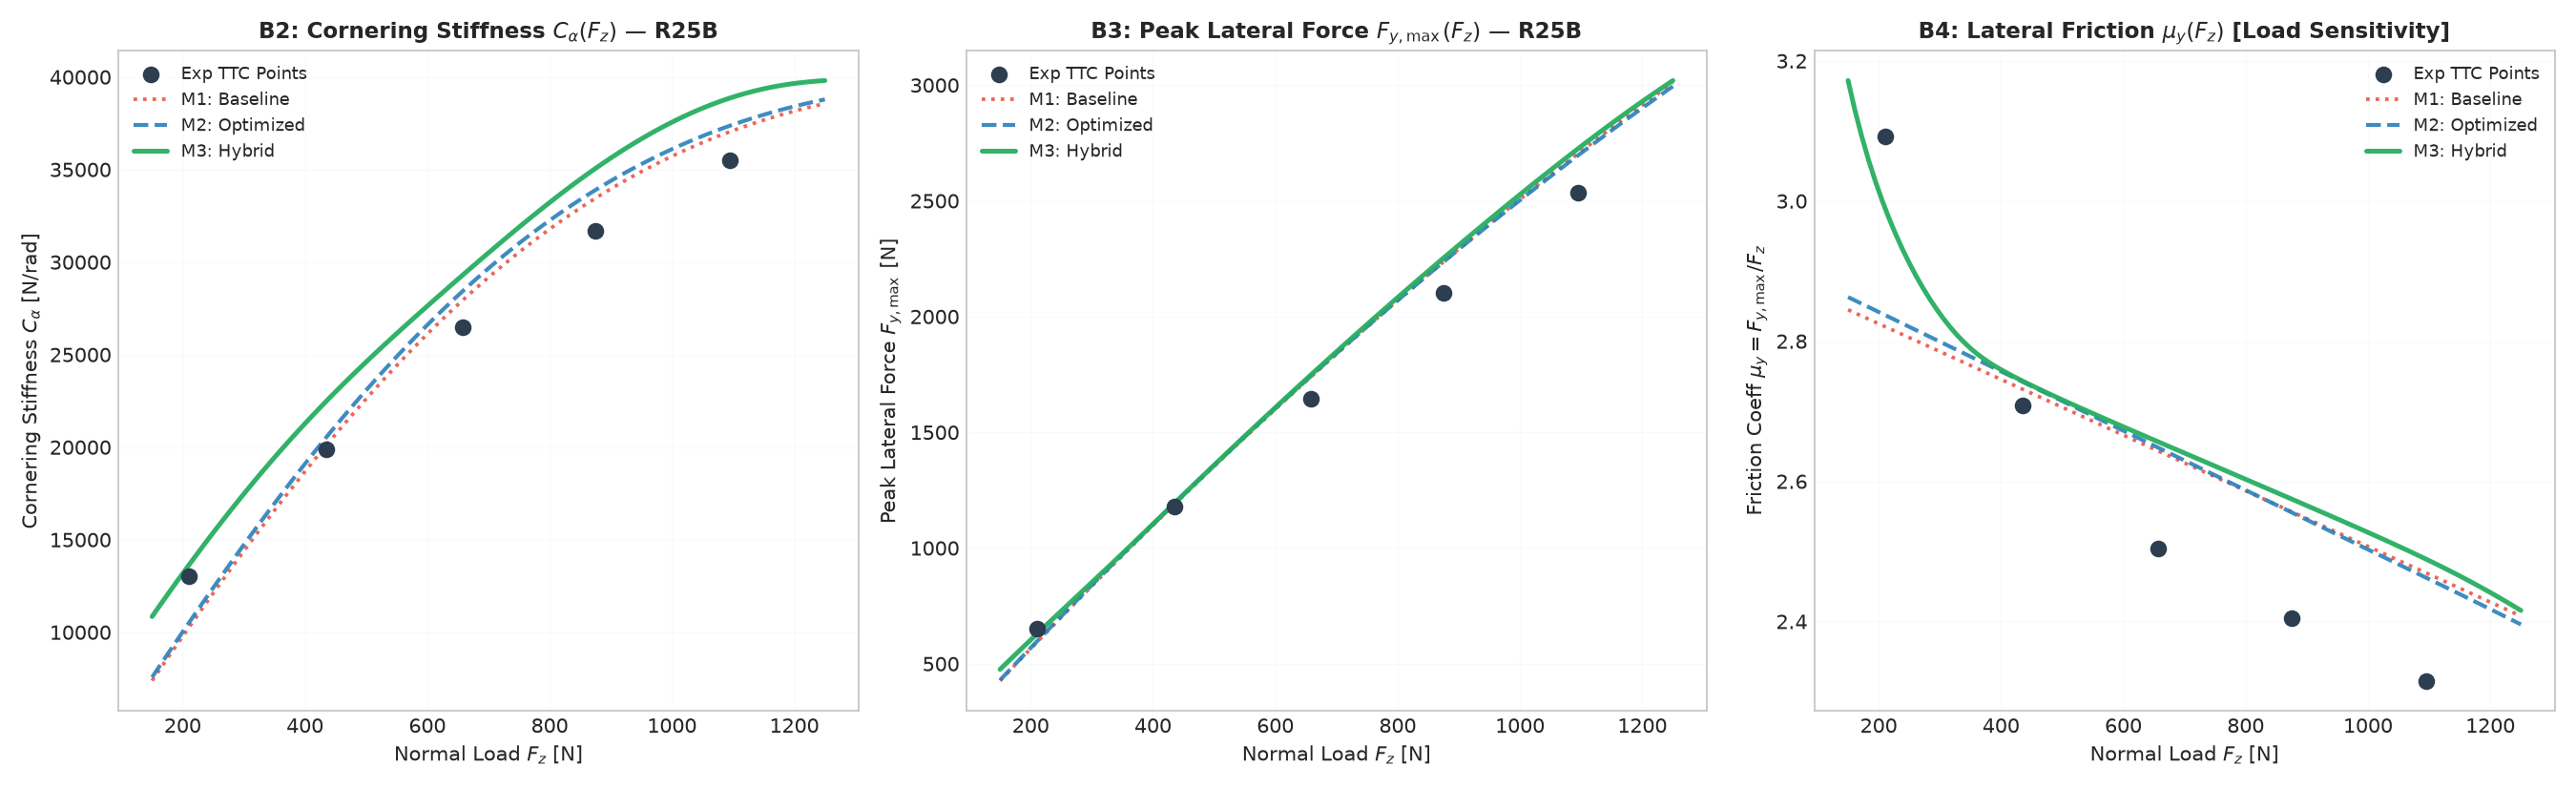 B2: Cornering Stiffness Cα(Fz) — R25B
Exp TTC Points
M1: Baseline
M2: Optimized
M3: Hybrid
40000
35000
30000
25000
20000
15000
10000
Cornering Stiffness Cα [N/rad]
200 400 600 800 1000 1200
Normal Load Fz [N]
B3: Peak Lateral Force Fy,max(Fz) — R25B
Exp TTC Points
M1: Baseline
M2: Optimized
M3: Hybrid
3000
2500
2000
1500
1000
500
Peak Lateral Force Fy,max [N]
200 400 600 800 1000 1200
Normal Load Fz [N]
B4: Lateral Friction μy(Fz) [Load Sensitivity]
Exp TTC Points
M1: Baseline
M2: Optimized
M3: Hybrid
3.2
3.0
2.8
2.6
2.4
Friction Coeff μy = Fy,max/Fz
200 400 600 800 1000 1200
Normal Load Fz [N]